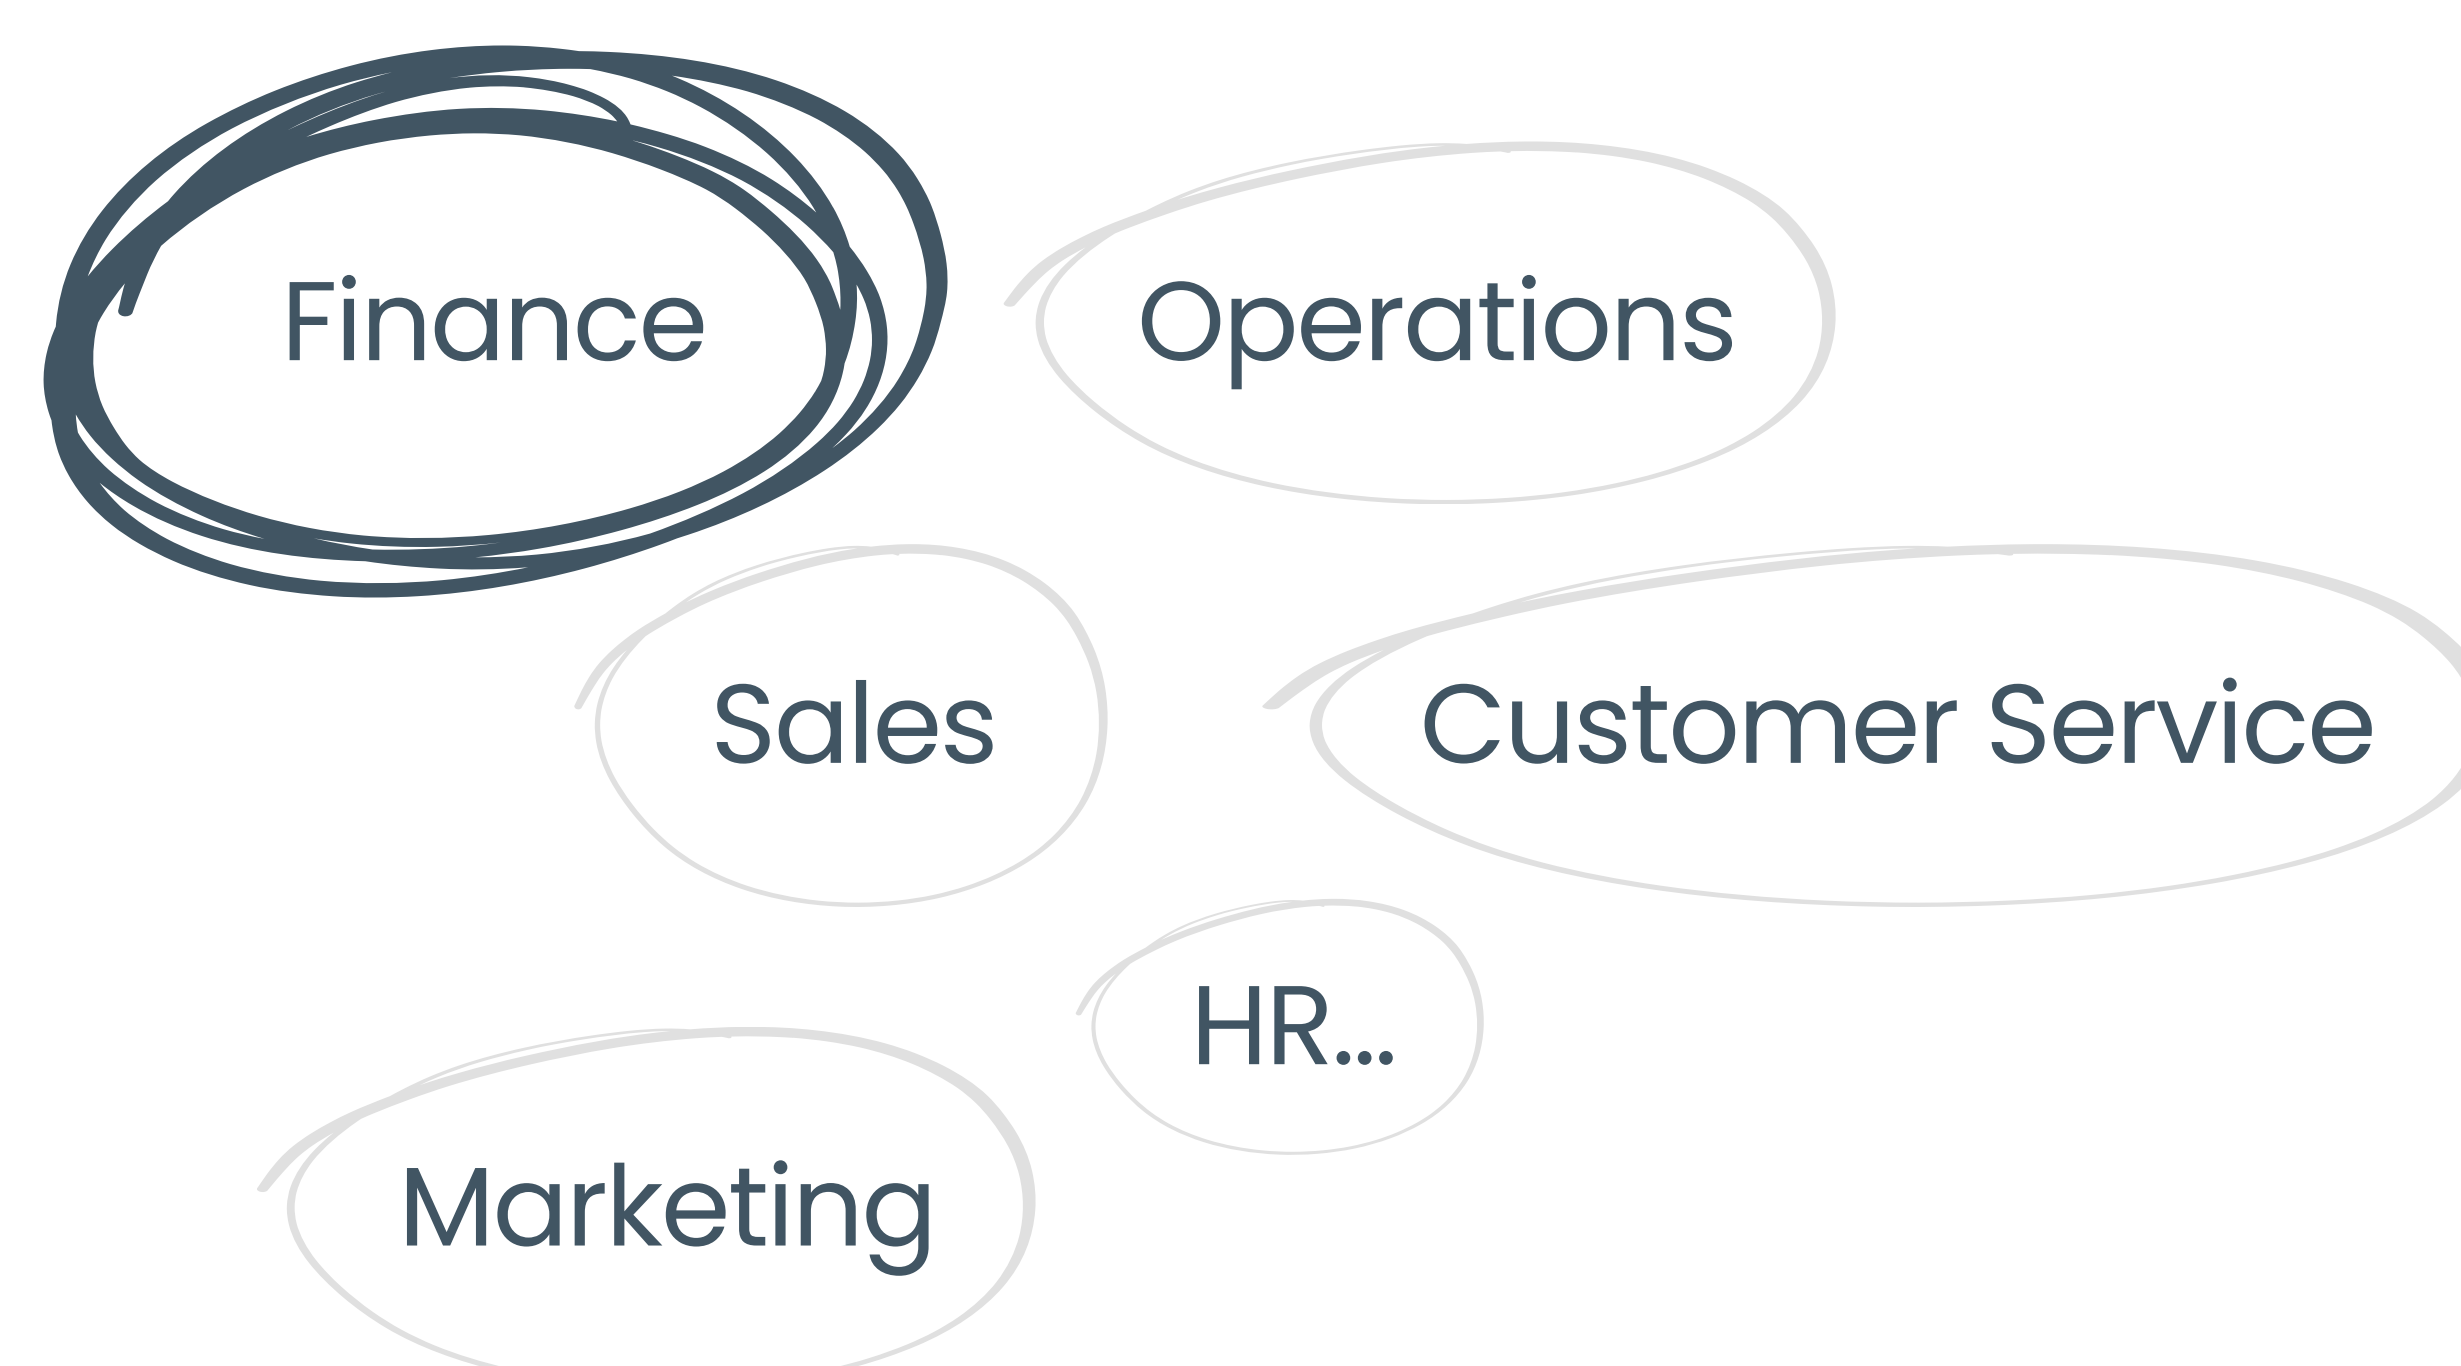 Finance
Operations
Sales
Customer Service
HR...
Marketing